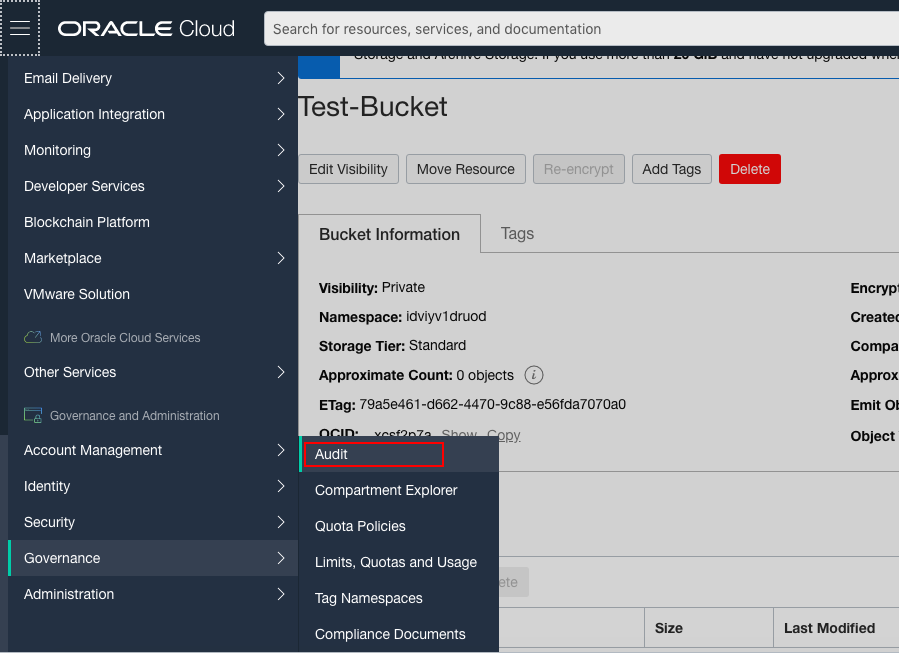 ORACLE Cloud
Search for resources, services, and documentation
Email Delivery
Application Integration
Monitoring
Developer Services
Blockchain Platform
Marketplace
VMware Solution
More Oracle Cloud Services
Other Services
Governance and Administration
Account Management
Identity
Security
Governance
Administration
Audit
Compartment Explorer
Quota Policies
Limits, Quotas and Usage
Tag Namespaces
Compliance Documents
Storage and Archive Storage. If you use more than 20 GiB and have not upgraded when
Test-Bucket
Edit Visibility
Move Resource
Re-encrypt
Add Tags
Delete
Bucket Information
Tags
Visibility: Private
Namespace: idviyv1druod
Storage Tier: Standard
Approximate Count: 0 objects i
ETag: 79a5e461-d662-4470-9c88-e56fda7070a0
OCID: ...xcsf2p7a Show Copy
Encrypt
Created
Compa
Approx
Emit Ob
Object
ete
Size
Last Modified